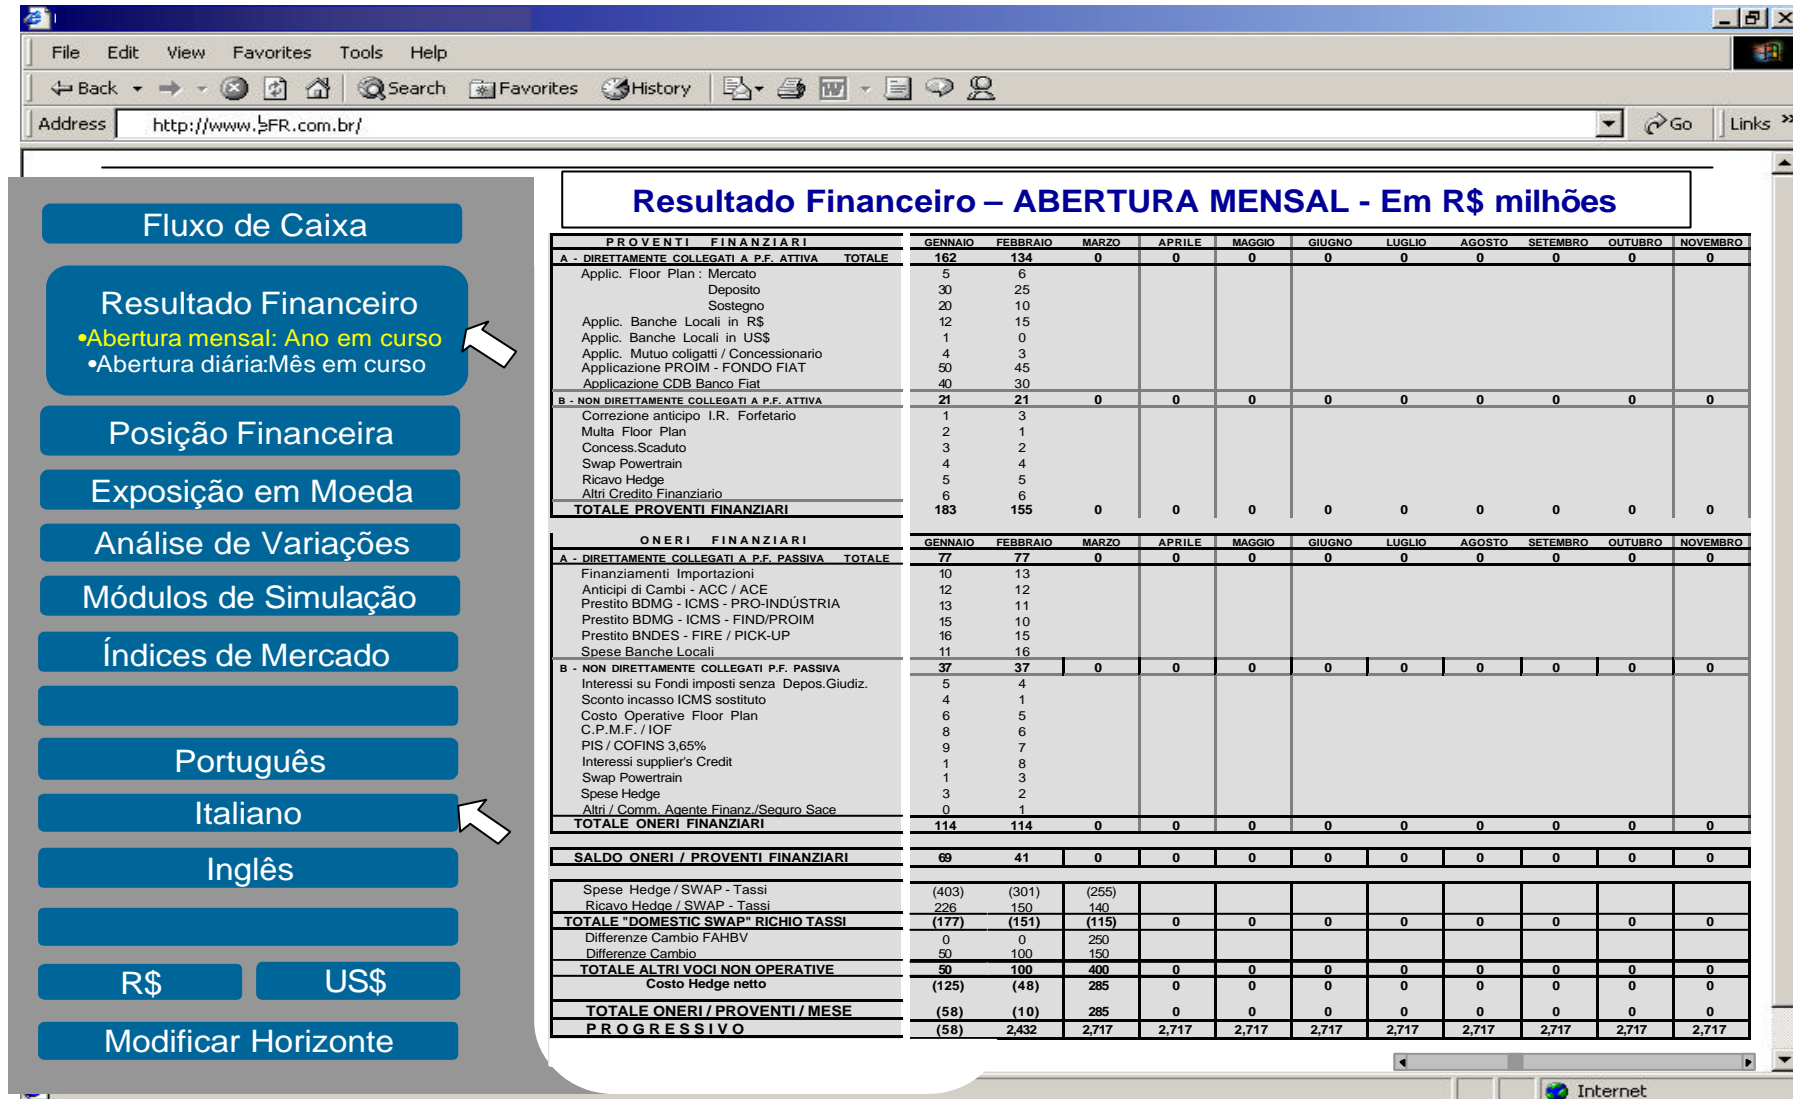 File Edit View Favorites Tools Help
Back Search Favorites History
Address http://www.eFR.com.br/ Go Links
Fluxo de Caixa
Resultado Financeiro
•Abertura mensal: Ano em curso
•Abertura diária:Mês em curso
Posição Financeira
Exposição em Moeda
Análise de Variações
Módulos de Simulação
Índices de Mercado
Português
Italiano
Inglês
R$ US$
Modificar Horizonte
Resultado Financeiro – ABERTURA MENSAL - Em R$ milhões
PROVENTI FINANZIARI GENNAIO FEBBRAIO MARZO APRILE MAGGIO GIUGNO LUGLIO AGOSTO SETEMBRO OUTUBRO NOVEMBRO
A - DIRETTAMENTE COLLEGATI A P.F. ATTIVA TOTALE 162 134 0 0 0 0 0 0 0 0 0
Applic. Floor Plan : Mercato 5 6
Deposito 30 25
Sostegno 20 10
Applic. Banche Locali in R$ 12 15
Applic. Banche Locali in US$ 1 0
Applic. Mutuo coligatti / Concessionario 4 3
Applicazione PROIM - FONDO FIAT 50 45
Applicazione CDB Banco Fiat 40 30
B - NON DIRETTAMENTE COLLEGATI A P.F. ATTIVA 21 21 0 0 0 0 0 0 0 0 0
Correzione anticipo I.R. Forfetario 1 3
Multa Floor Plan 2 1
Concess.Scaduto 3 2
Swap Powertrain 4 4
Ricavo Hedge 5 5
Altri Credito Finanziario 6 6
TOTALE PROVENTI FINANZIARI 183 155 0 0 0 0 0 0 0 0 0
ONERI FINANZIARI GENNAIO FEBBRAIO MARZO APRILE MAGGIO GIUGNO LUGLIO AGOSTO SETEMBRO OUTUBRO NOVEMBRO
A - DIRETTAMENTE COLLEGATI A P.F. PASSIVA TOTALE 77 77 0 0 0 0 0 0 0 0 0
Finanziamenti Importazioni 10 13
Anticipi di Cambi - ACC / ACE 12 12
Prestito BDMG - ICMS - PRO-INDÚSTRIA 13 11
Prestito BDMG - ICMS - FIND/PROIM 15 10
Prestito BNDES - FIRE / PICK-UP 16 15
Spese Banche Locali 11 16
B - NON DIRETTAMENTE COLLEGATI P.F. PASSIVA 37 37 0 0 0 0 0 0 0 0 0
Interessi su Fondi imposti senza Depos.Giudiz. 5 4
Sconto incasso ICMS sostituto 4 1
Costo Operative Floor Plan 6 5
C.P.M.F. / IOF 8 6
PIS / COFINS 3,65% 9 7
Interessi supplier's Credit 1 8
Swap Powertrain 1 3
Spese Hedge 3 2
Altri / Comm. Agente Finanz./Seguro Sace 0 1
TOTALE ONERI FINANZIARI 114 114 0 0 0 0 0 0 0 0 0
SALDO ONERI / PROVENTI FINANZIARI 69 41 0 0 0 0 0 0 0 0 0
Spese Hedge / SWAP - Tassi (403) (301) (255)
Ricavo Hedge / SWAP - Tassi 226 150 140
TOTALE "DOMESTIC SWAP" RICHIO TASSI (177) (151) (115) 0 0 0 0 0 0 0 0
Differenze Cambio FAHBV 0 0 250
Differenze Cambio 50 100 150
TOTALE ALTRI VOCI NON OPERATIVE 50 100 400 0 0 0 0 0 0 0 0
Costo Hedge netto (125) (48) 285 0 0 0 0 0 0 0 0
TOTALE ONERI / PROVENTI / MESE (58) (10) 285 0 0 0 0 0 0 0 0
PROGRESSIVO (58) 2,432 2,717 2,717 2,717 2,717 2,717 2,717 2,717 2,717 2,717
Internet